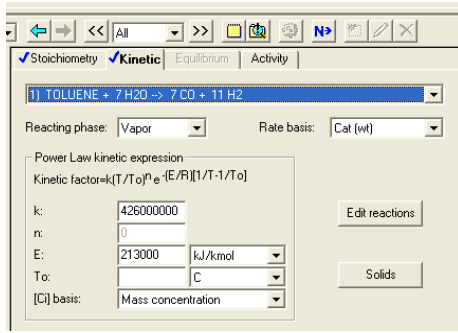 << All >> N>
Stoichiometry Kinetic Equilibrium Activity
1) TOLUENE + 7 H2O --> 7 CO + 11 H2
Reacting phase: Vapor Rate basis: Cat (wt)
Power Law kinetic expression
Kinetic factor=k(T/To)^n e^-(E/R)[1/T-1/To]
k: 426000000 Edit reactions
n: 0
E: 213000 kJ/kmol
To: C Solids
[Ci] basis: Mass concentration